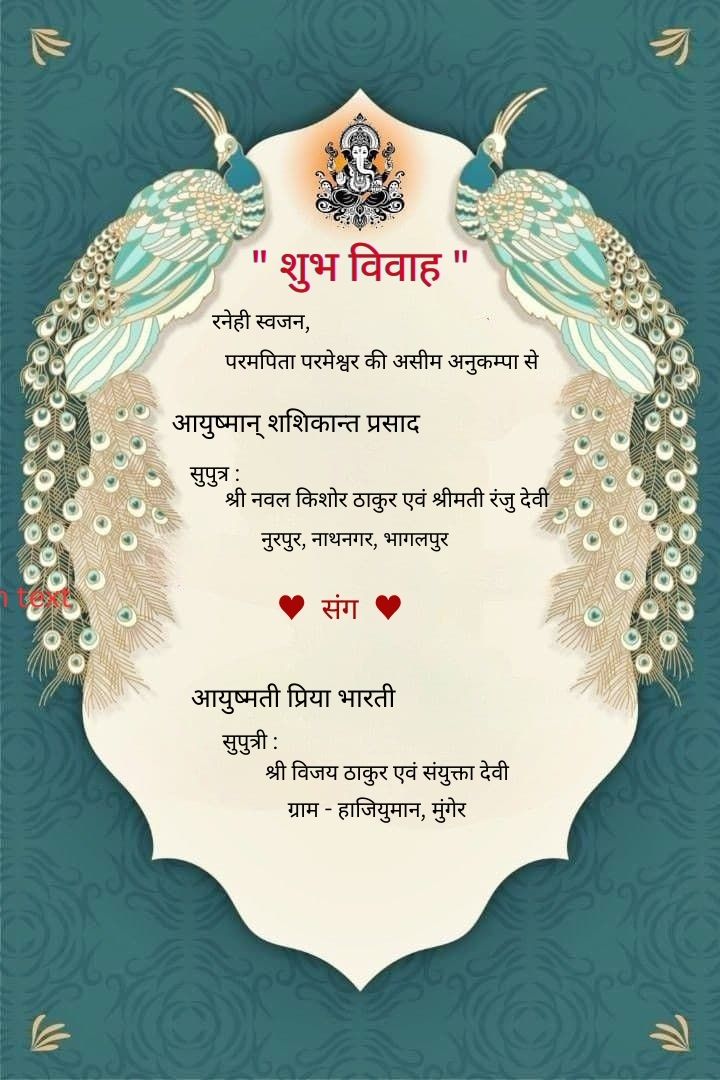 " शुभ विवाह "
रनेही स्वजन,
परमपिता परमेश्वर की असीम अनुकम्पा से
आयुष्मान् शशिकान्त प्रसाद
सुपुत्र :
श्री नवल किशोर ठाकुर एवं श्रीमती रंजु देवी
नुरपुर, नाथनगर, भागलपुर
text
♥ संग ♥
आयुष्मती प्रिया भारती
सुपुत्री :
श्री विजय ठाकुर एवं संयुक्ता देवी
ग्राम - हाजियुमान, मुंगेर